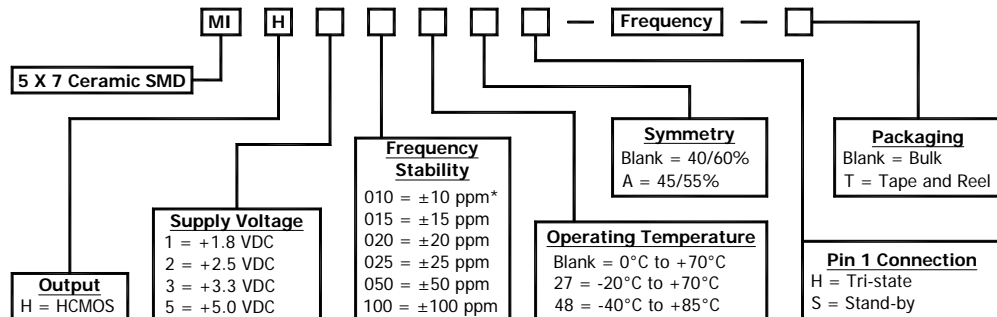 MI H — Frequency —
5 X 7 Ceramic SMD
Output
H = HCMOS
Supply Voltage
1 = +1.8 VDC
2 = +2.5 VDC
3 = +3.3 VDC
5 = +5.0 VDC
Frequency
Stability
010 = ±10 ppm*
015 = ±15 ppm
020 = ±20 ppm
025 = ±25 ppm
050 = ±50 ppm
100 = ±100 ppm
Operating Temperature
Blank = 0°C to +70°C
27 = -20°C to +70°C
48 = -40°C to +85°C
Symmetry
Blank = 40/60%
A = 45/55%
Pin 1 Connection
H = Tri-state
S = Stand-by
Packaging
Blank = Bulk
T = Tape and Reel